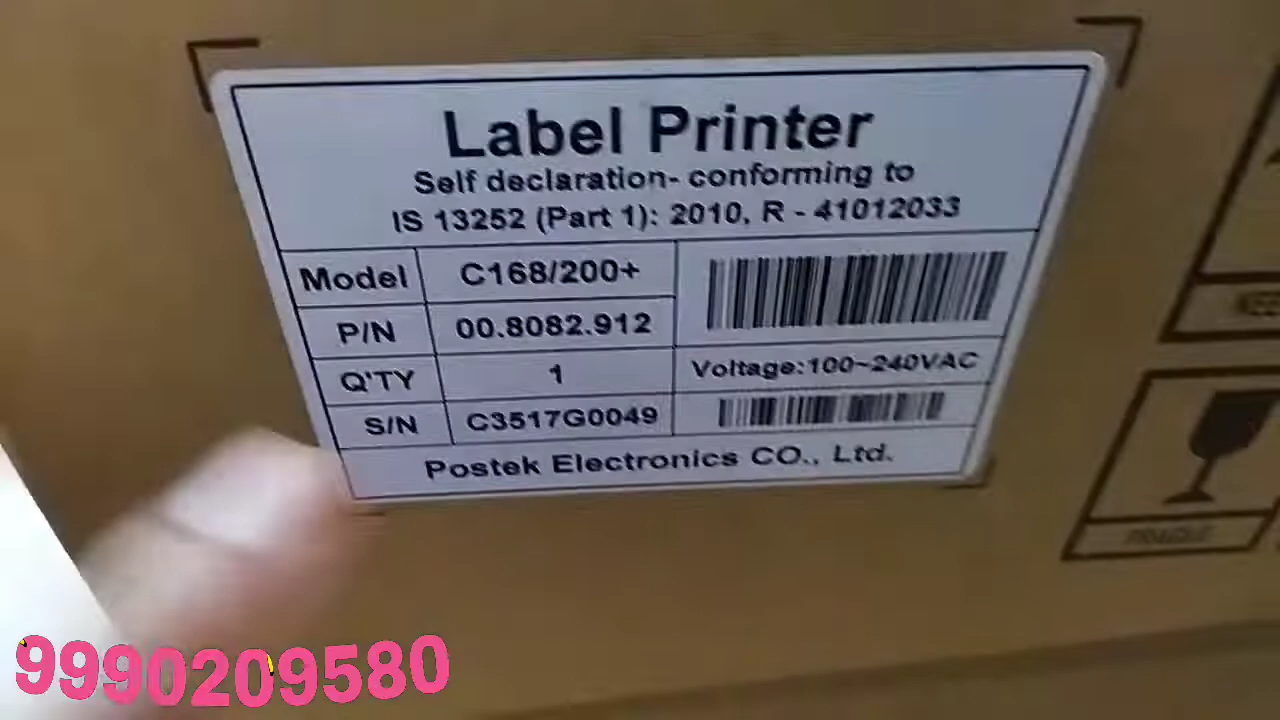 Label Printer
Self declaration- conforming to
IS 13252 (Part 1): 2010, R - 41012033
Model C168/200+
P/N 00.8082.912
Q'TY 1
Voltage:100~240VAC
S/N C3517G0049
Postek Electronics CO., Ltd.
FRAGILE
9990209580